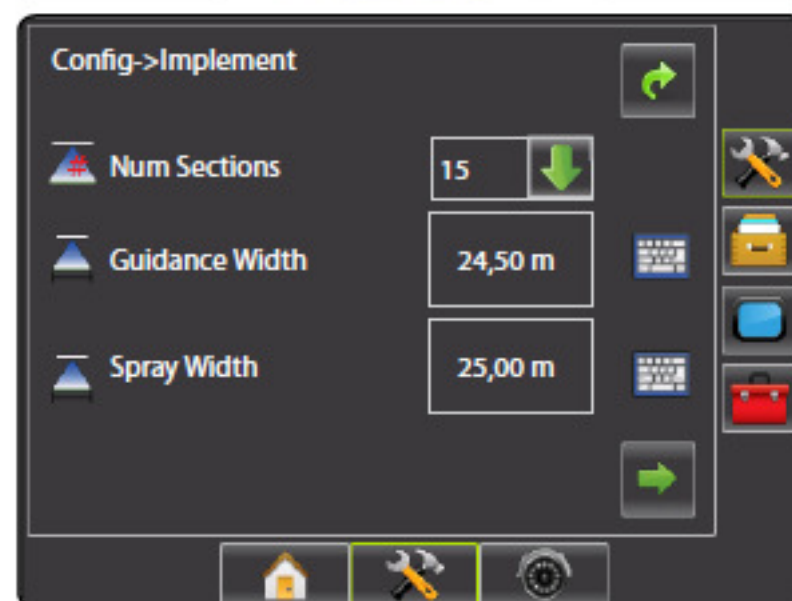 Config->Implement
Num Sections 15
Guidance Width 24,50 m
Spray Width 25,00 m